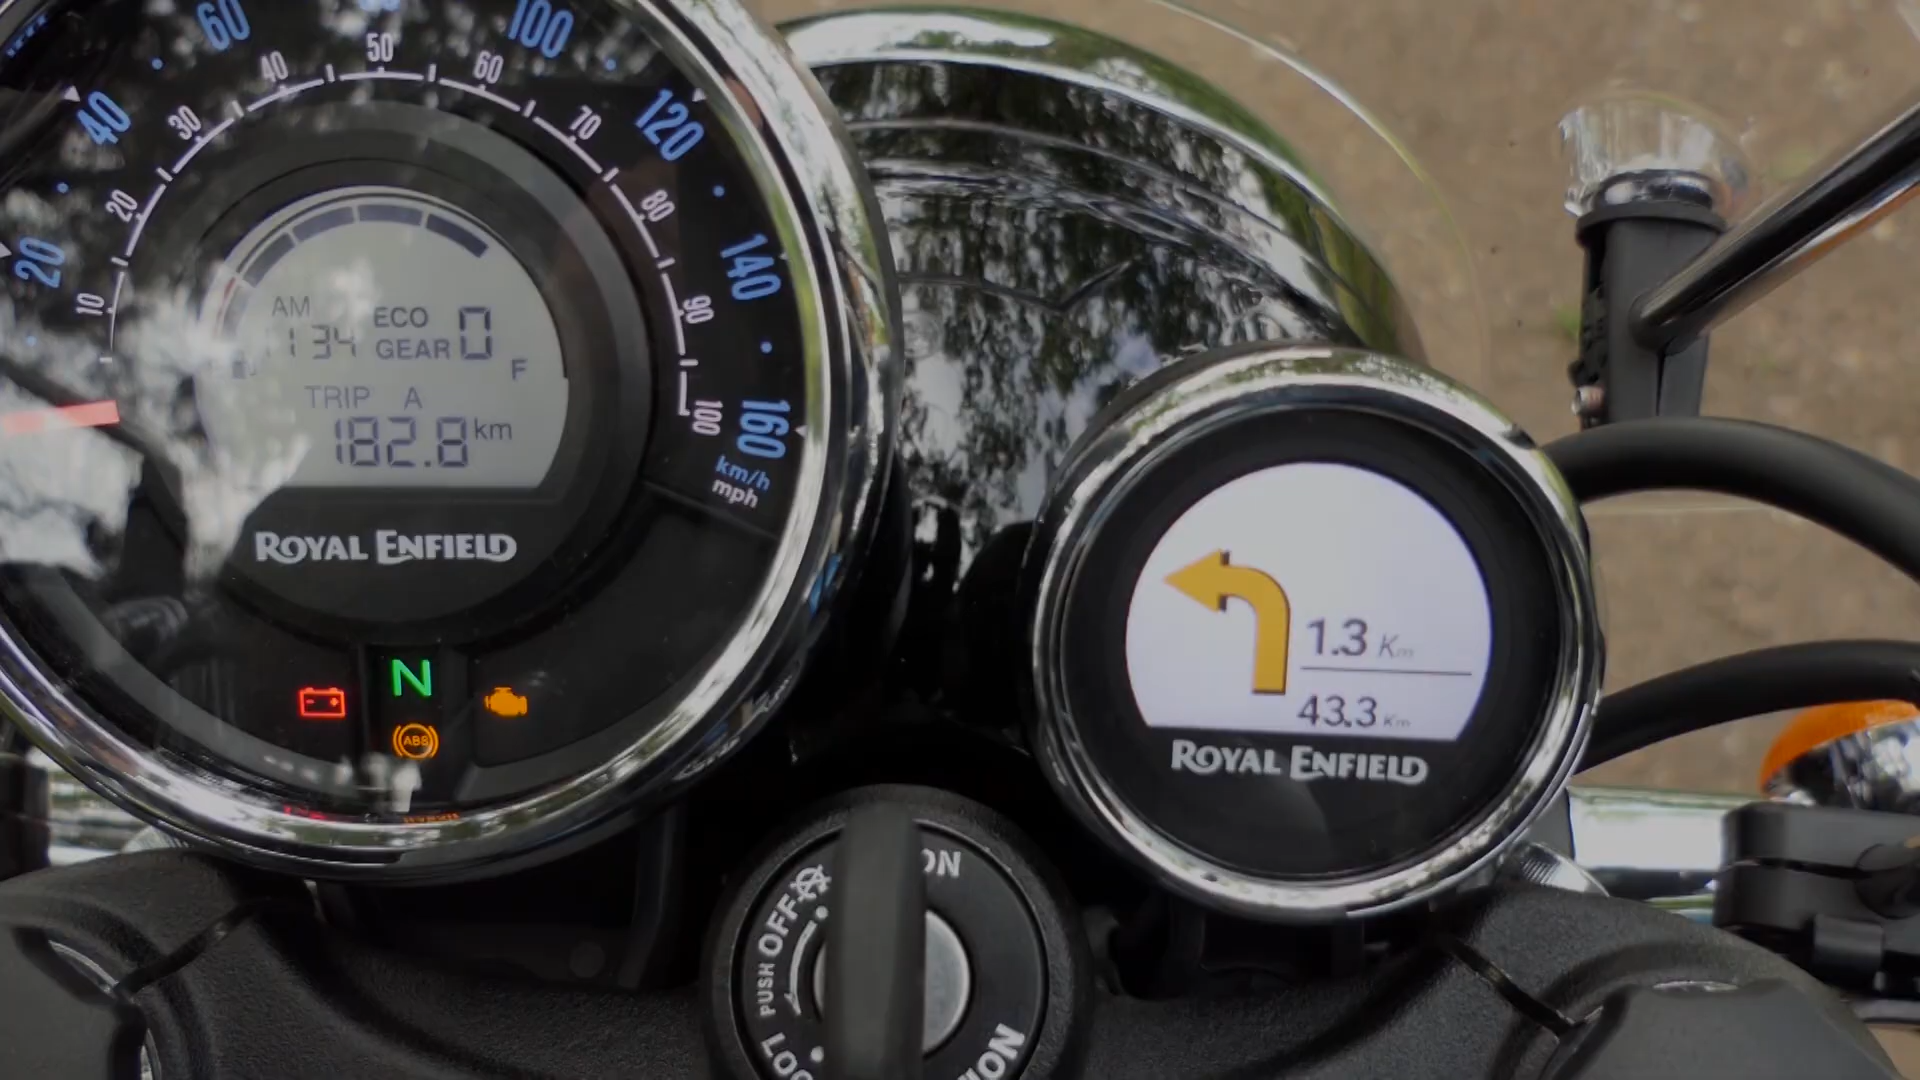 20 40 60 100 120 140 160
10 20 30 40 50 60 70 80 90 100
km/h
mph
AM
1134
ECO
GEAR 0
F
TRIP A
182.8 km
ROYAL ENFIELD
N
ABS
1.3 Km
43.3 Km
ROYAL ENFIELD
ON
OFF
PUSH